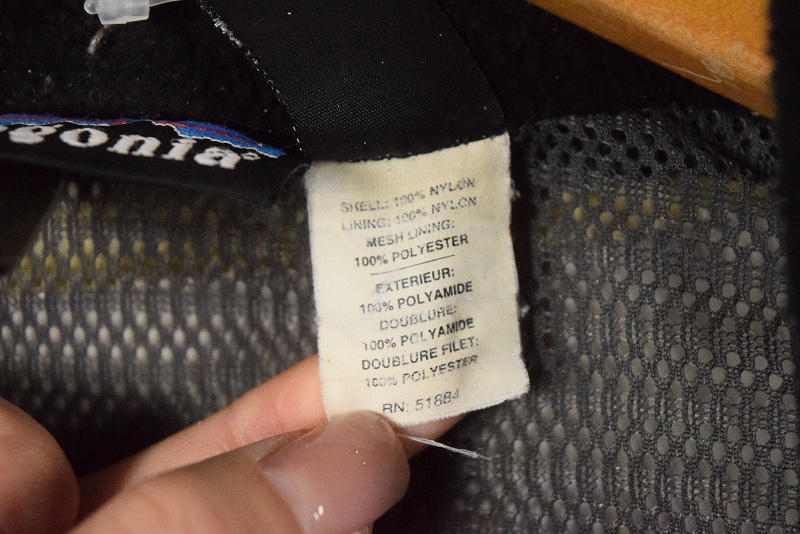 gonia®
SHELL: 100% NYLON
LINING: 100% NYLON
MESH LINING:
100% POLYESTER
EXTERIEUR:
100% POLYAMIDE
DOUBLURE:
100% POLYAMIDE
DOUBLURE FILET:
100% POLYESTER
RN: 51884